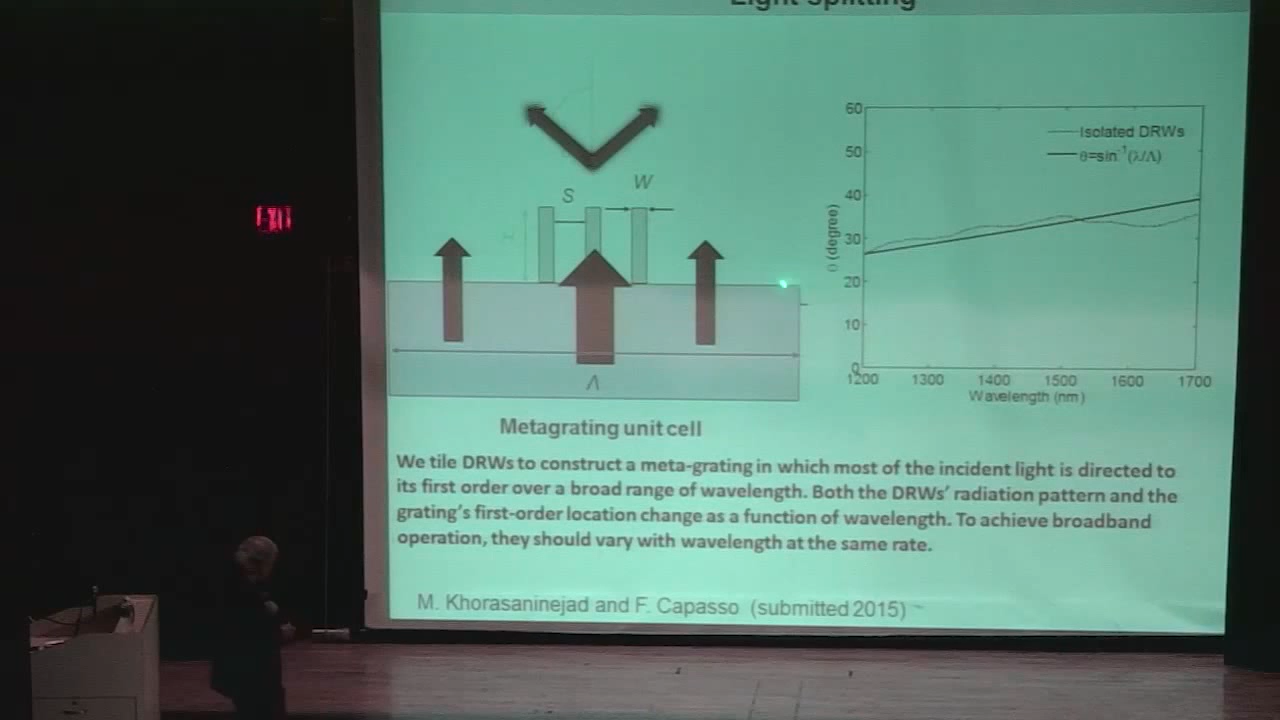 Light Splitting
S
W
H
Λ
Metagrating unit cell
60
50
40
30
20
10
0
θ (degree)
Isolated DRWs
θ=sin⁻¹(λ/Λ)
1200 1300 1400 1500 1600 1700
Wavelength (nm)
We tile DRWs to construct a meta-grating in which most of the incident light is directed to
its first order over a broad range of wavelength. Both the DRWs' radiation pattern and the
grating's first-order location change as a function of wavelength. To achieve broadband
operation, they should vary with wavelength at the same rate.
M. Khorasaninejad and F. Capasso (submitted 2015)